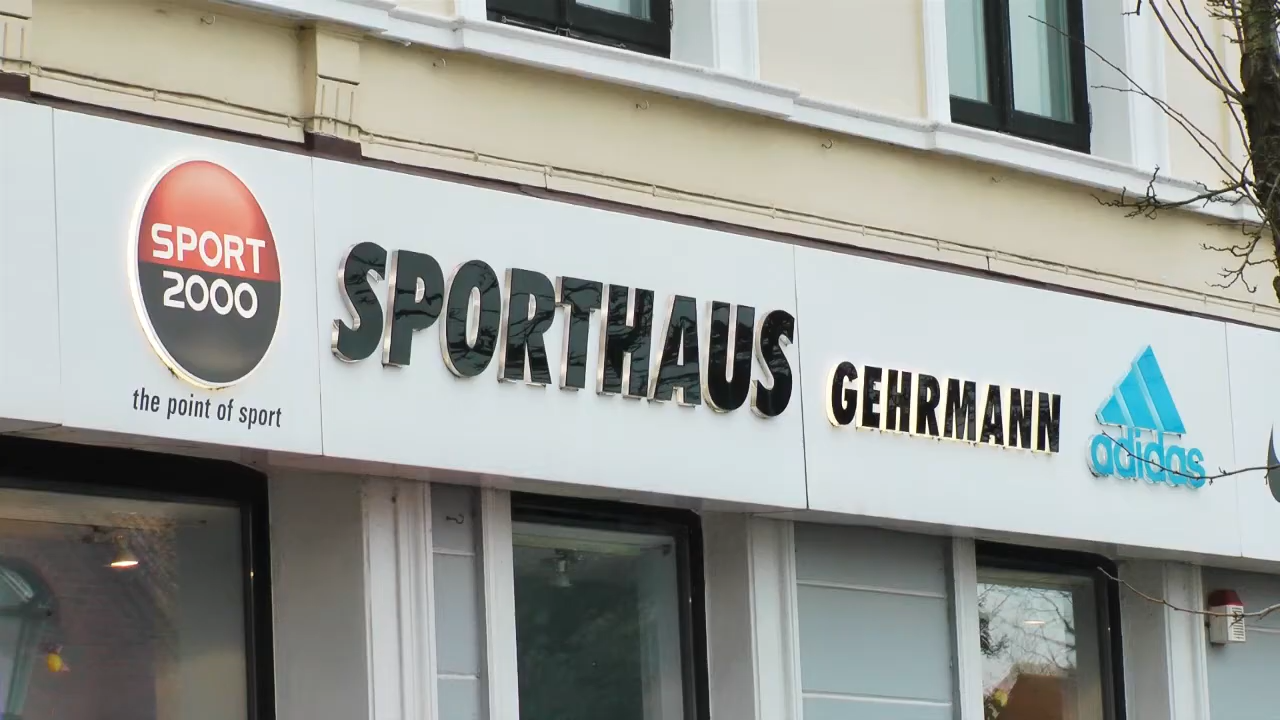 SPORT
2000
the point of sport
SPORTHAUS
GEHRMANN
adidas